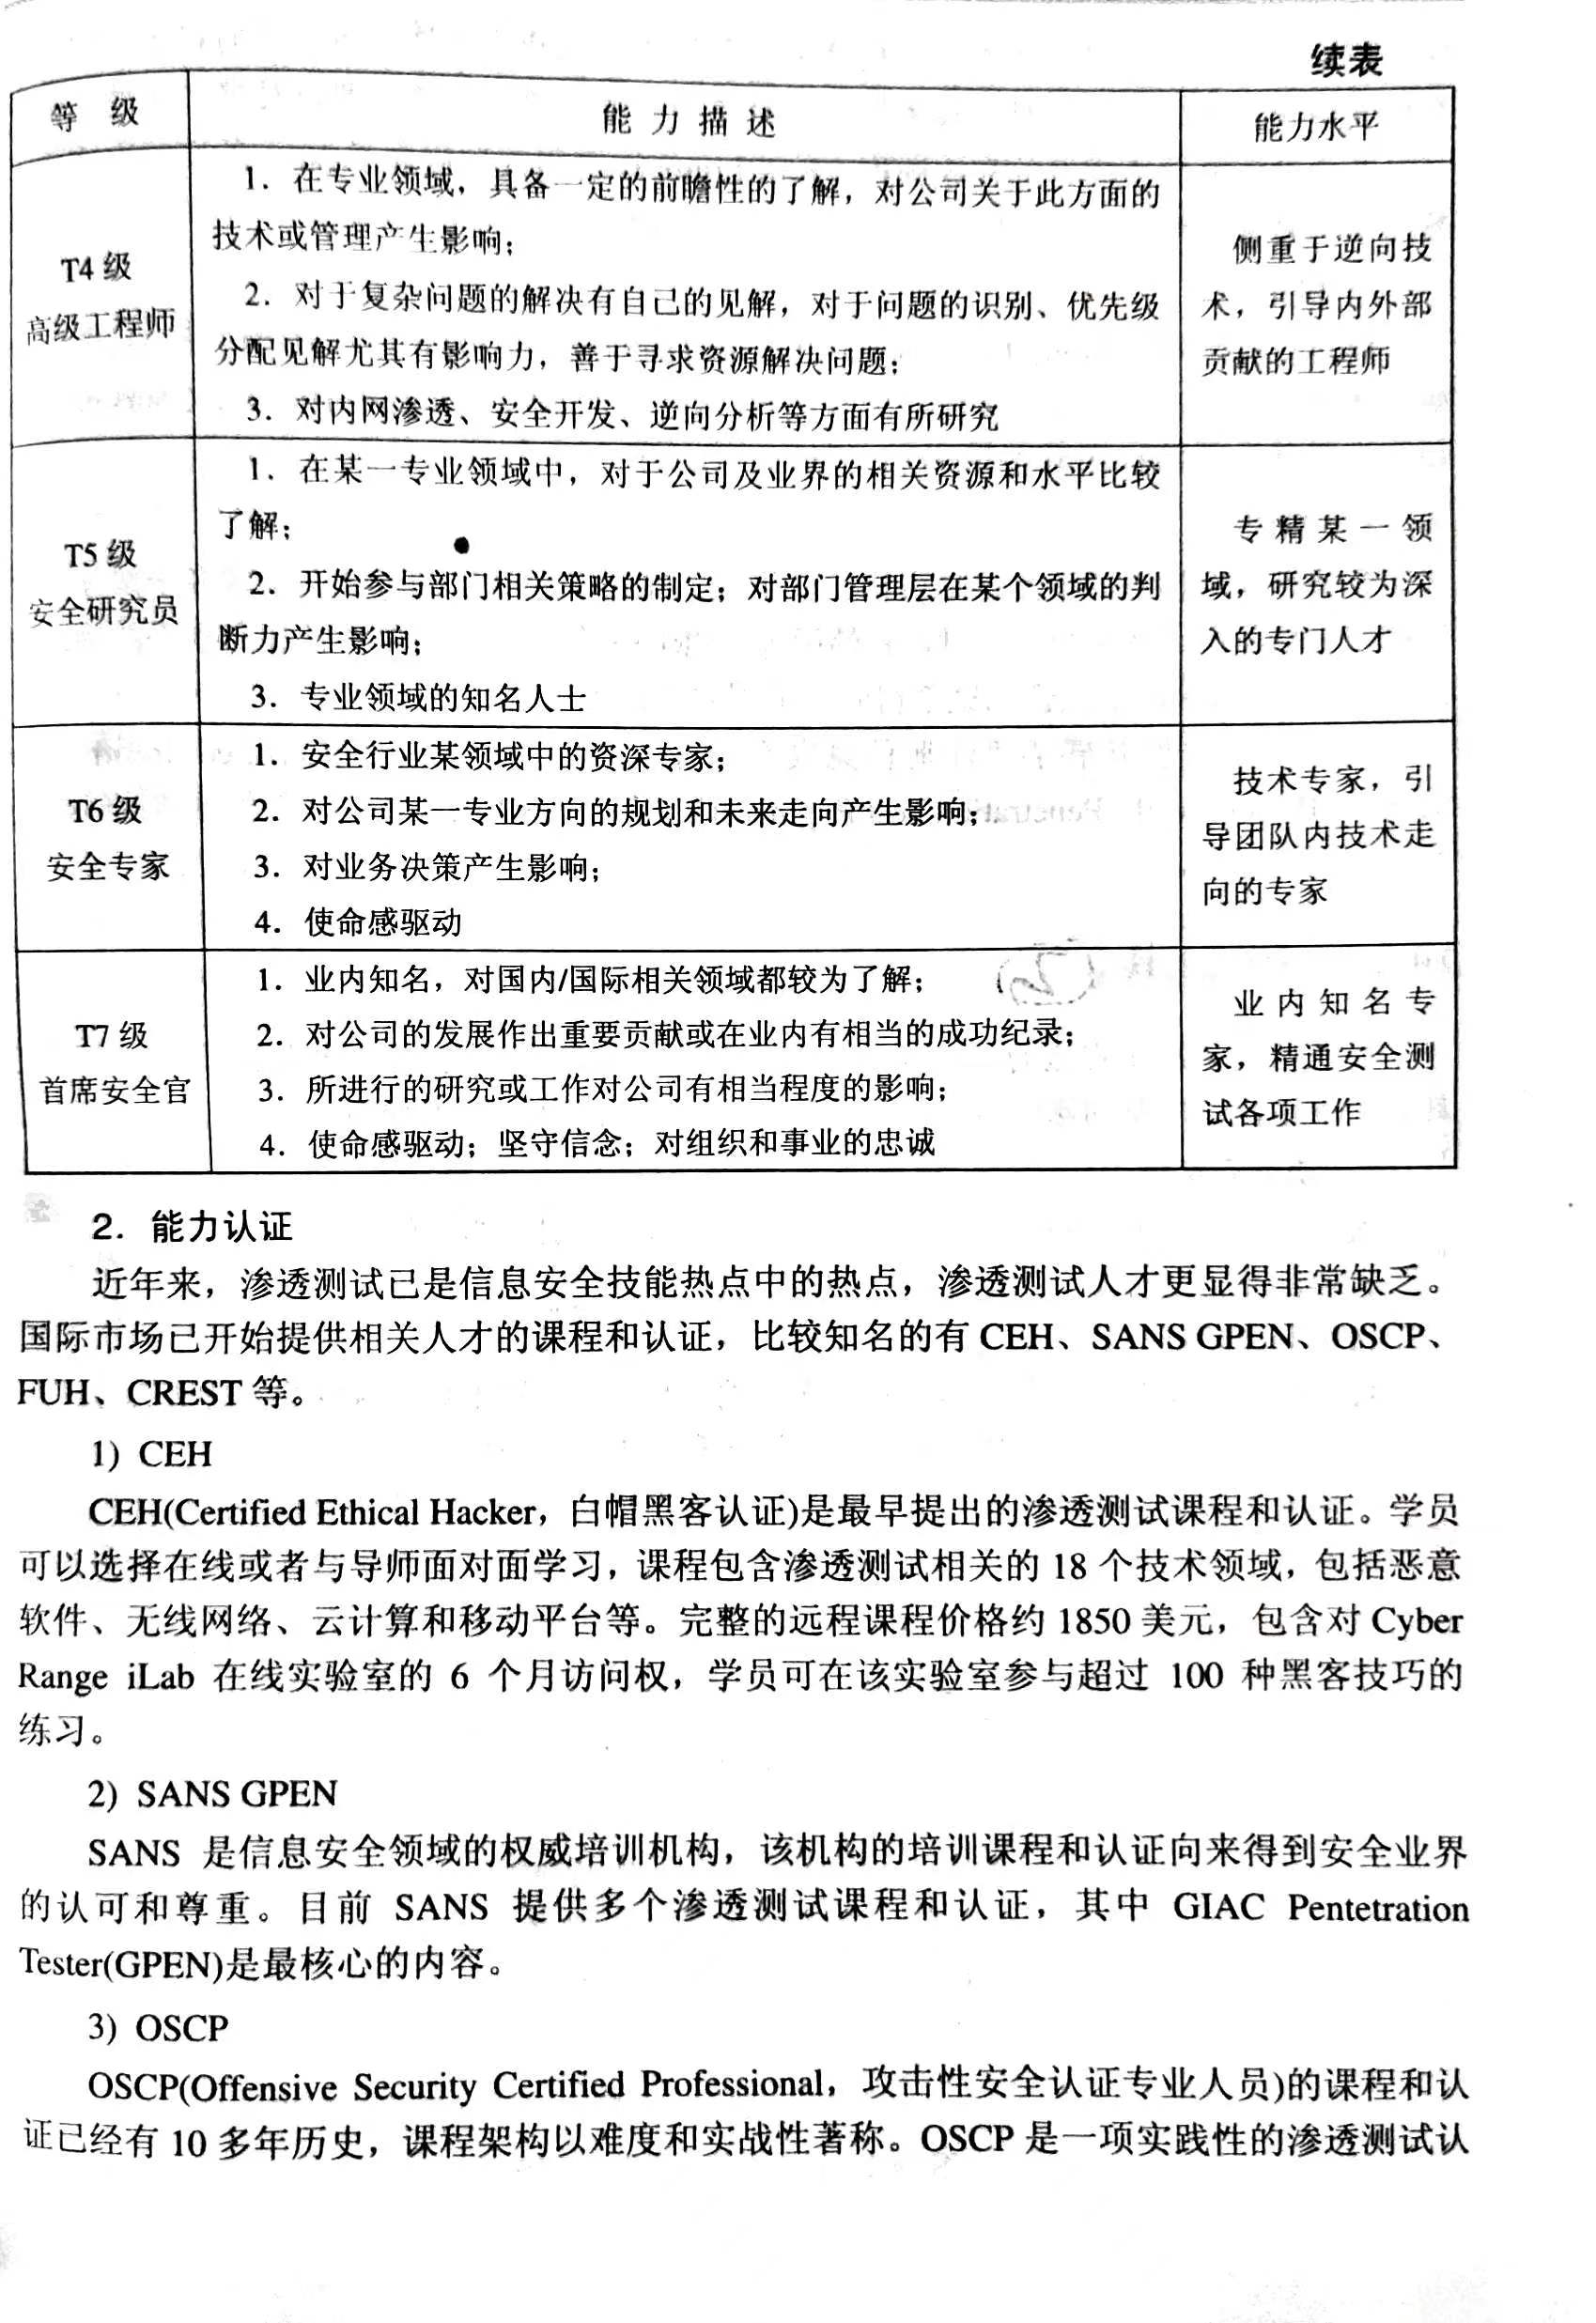 续表
等 级 能 力 描 述 能力水平
T4 级
高级工程师
1. 在专业领域，具备一定的前瞻性的了解，对公司关于此方面的
技术或管理产生影响；
2. 对于复杂问题的解决有自己的见解，对于问题的识别、优先级
分配见解尤其有影响力，善于寻求资源解决问题；
3. 对内网渗透、安全开发、逆向分析等方面有所研究
侧重于逆向技
术，引导内外部
贡献的工程师
T5 级
安全研究员
1. 在某一专业领域中，对于公司及业界的相关资源和水平比较
了解；
2. 开始参与部门相关策略的制定；对部门管理层在某个领域的判
断力产生影响；
3. 专业领域的知名人士
专 精 某 一 领
域，研究较为深
入的专门人才
T6 级
安全专家
1. 安全行业某领域中的资深专家；
2. 对公司某一专业方向的规划和未来走向产生影响；
3. 对业务决策产生影响；
4. 使命感驱动
技术专家，引
导团队内技术走
向的专家
T7 级
首席安全官
1. 业内知名，对国内/国际相关领域都较为了解；
2. 对公司的发展作出重要贡献或在业内有相当的成功纪录；
3. 所进行的研究或工作对公司有相当程度的影响；
4. 使命感驱动；坚守信念；对组织和事业的忠诚
业 内 知 名 专
家，精通安全测
试各项工作
2. 能力认证
近年来，渗透测试已是信息安全技能热点中的热点，渗透测试人才更显得非常缺乏。
国际市场已开始提供相关人才的课程和认证，比较知名的有 CEH、SANS GPEN、OSCP、
FUH、CREST 等。
1) CEH
CEH(Certified Ethical Hacker，白帽黑客认证)是最早提出的渗透测试课程和认证。学员
可以选择在线或者与导师面对面学习，课程包含渗透测试相关的 18 个技术领域，包括恶意
软件、无线网络、云计算和移动平台等。完整的远程课程价格约 1850 美元，包含对 Cyber
Range iLab 在线实验室的 6 个月访问权，学员可在该实验室参与超过 100 种黑客技巧的
练习。
2) SANS GPEN
SANS 是信息安全领域的权威培训机构，该机构的培训课程和认证向来得到安全业界
的认可和尊重。目前 SANS 提供多个渗透测试课程和认证，其中 GIAC Pentetration
Tester(GPEN)是最核心的内容。
3) OSCP
OSCP(Offensive Security Certified Professional，攻击性安全认证专业人员)的课程和认
证已经有 10 多年历史，课程架构以难度和实战性著称。OSCP 是一项实践性的渗透测试认